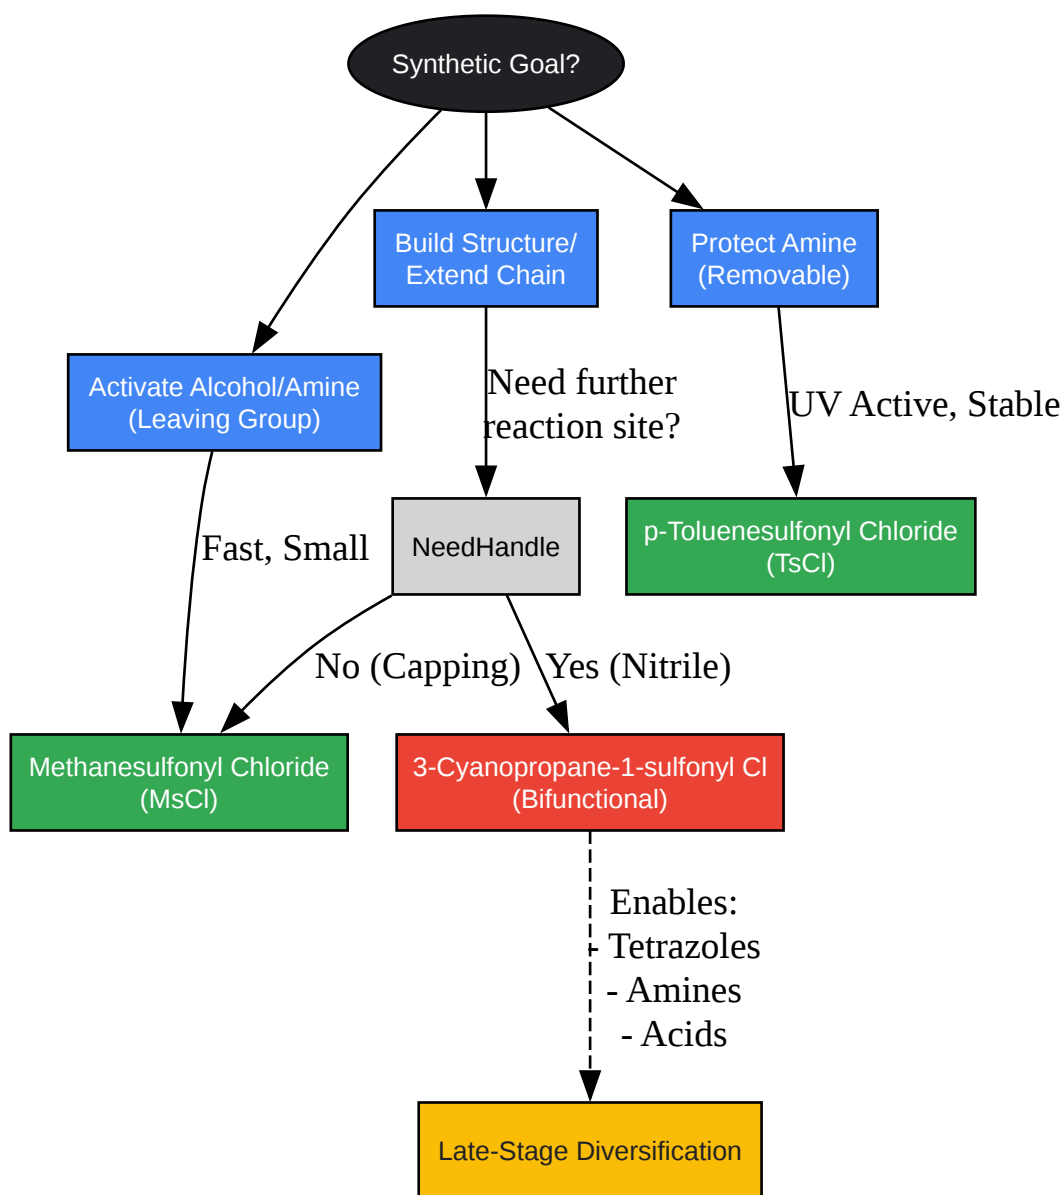 Synthetic Goal?
Build Structure/
Extend Chain
Protect Amine
(Removable)
Activate Alcohol/Amine
(Leaving Group)
Need further
reaction site?
UV Active, Stable
Fast, Small
NeedHandle
p-Toluenesulfonyl Chloride
(TsCl)
No (Capping)
Yes (Nitrile)
Methanesulfonyl Chloride
(MsCl)
3-Cyanopropane-1-sulfonyl Cl
(Bifunctional)
Enables:
- Tetrazoles
- Amines
- Acids
Late-Stage Diversification